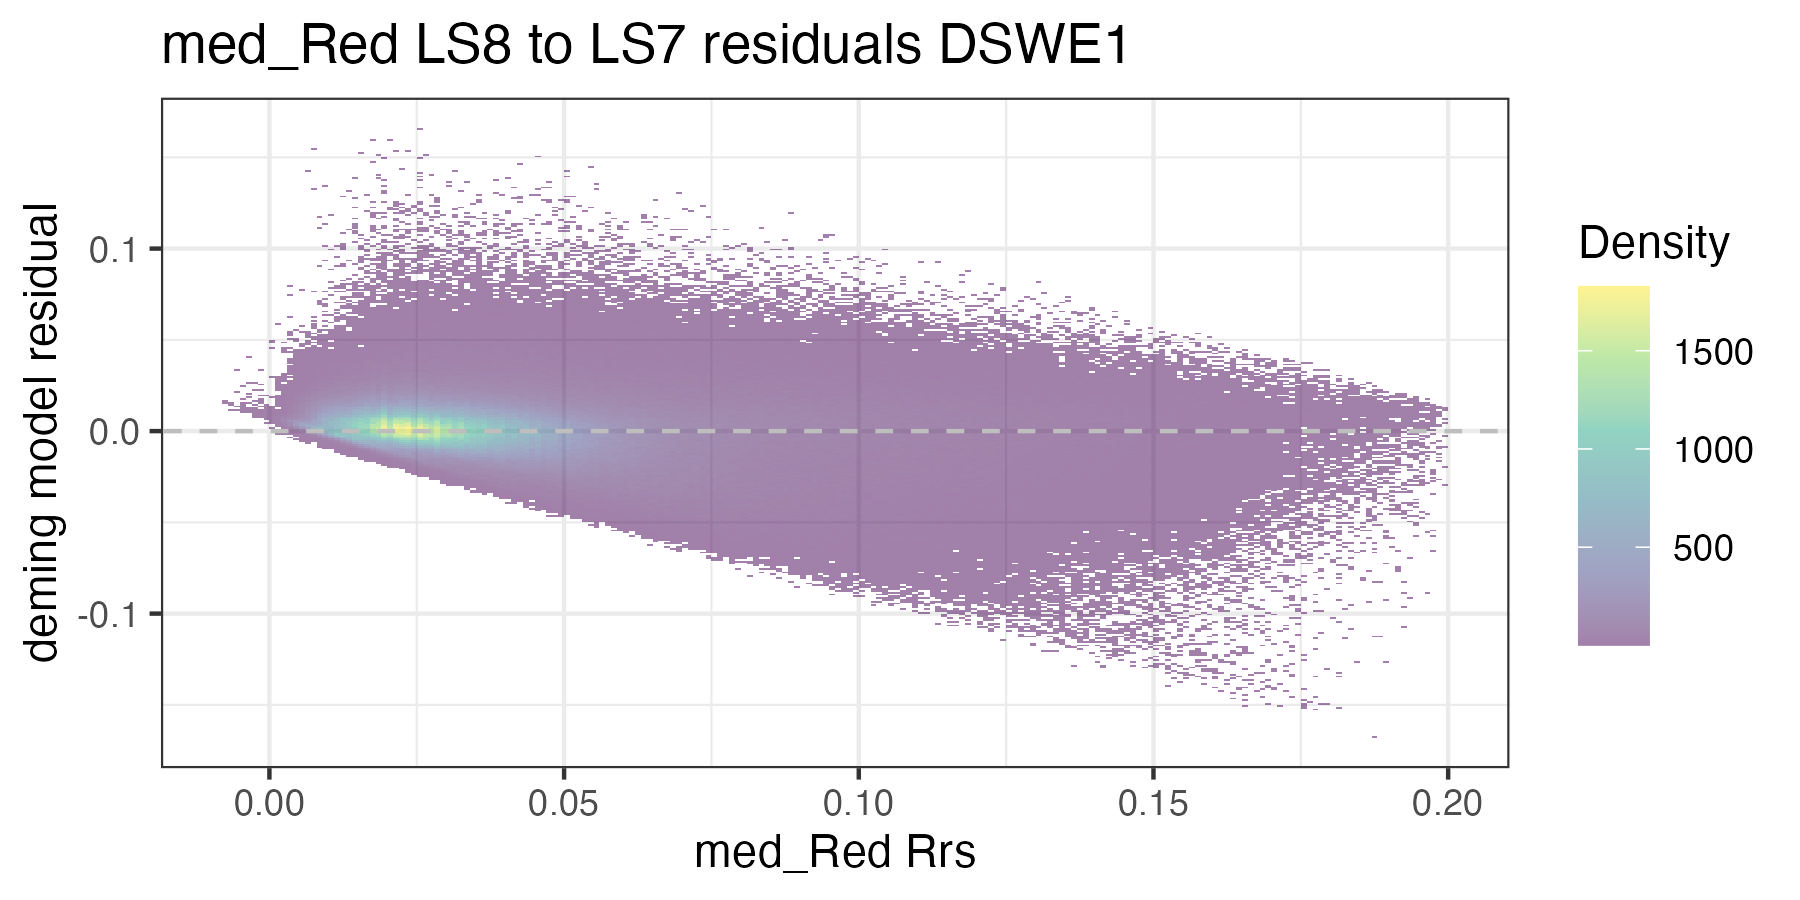 med_Red LS8 to LS7 residuals DSWE1
deming model residual
0.1
0.0
-0.1
0.00 0.05 0.10 0.15 0.20
med_Red Rrs
Density
1500
1000
500